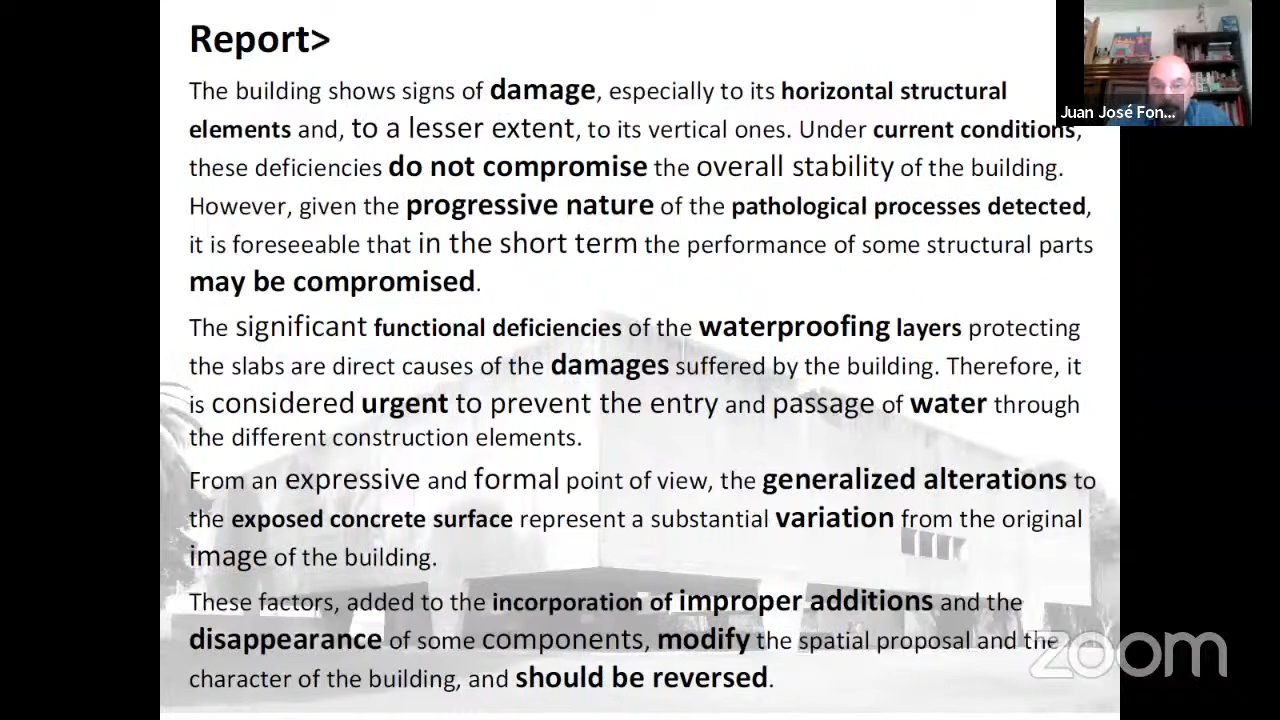 Report>
The building shows signs of damage, especially to its horizontal structural
elements and, to a lesser extent, to its vertical ones. Under current conditions,
these deficiencies do not compromise the overall stability of the building.
However, given the progressive nature of the pathological processes detected,
it is foreseeable that in the short term the performance of some structural parts
may be compromised.
The significant functional deficiencies of the waterproofing layers protecting
the slabs are direct causes of the damages suffered by the building. Therefore, it
is considered urgent to prevent the entry and passage of water through
the different construction elements.
From an expressive and formal point of view, the generalized alterations to
the exposed concrete surface represent a substantial variation from the original
image of the building.
These factors, added to the incorporation of improper additions and the
disappearance of some components, modify the spatial proposal and the
character of the building, and should be reversed.
Juan José Fon...
zoom